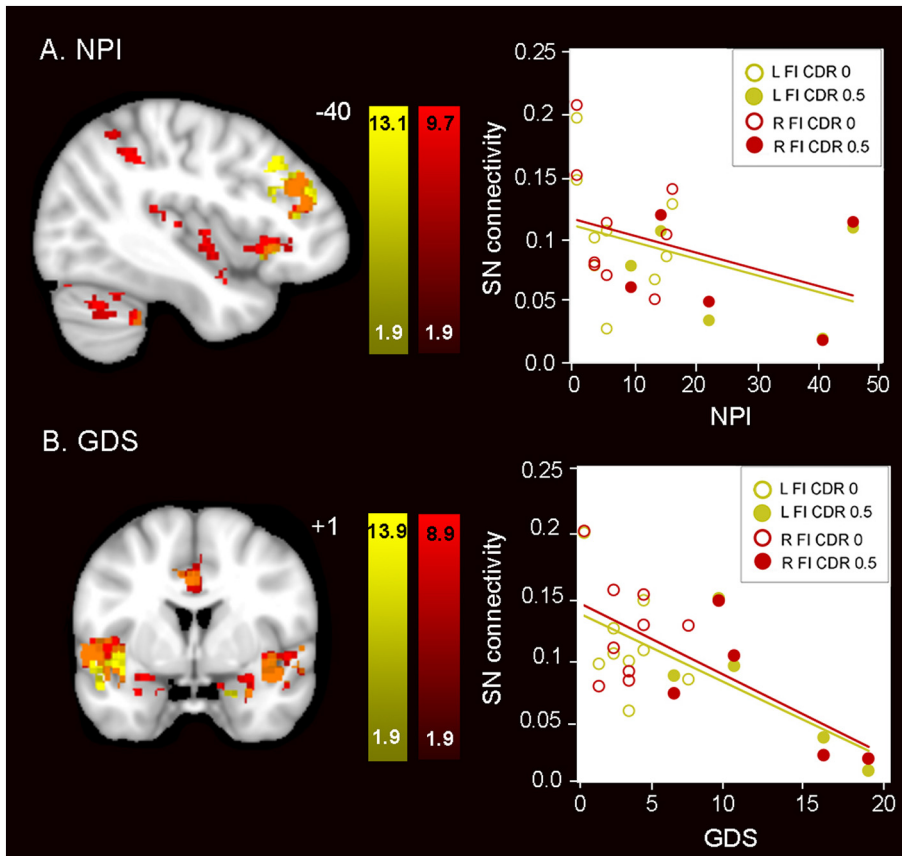 A. NPI
-40
13.1
9.7
1.9
1.9
SN connectivity
0.25
0.2
0.15
0.1
0.05
0.0
L FI CDR 0
L FI CDR 0.5
R FI CDR 0
R FI CDR 0.5
0 10 20 30 40 50
NPI
B. GDS
+1
13.9
8.9
1.9
1.9
SN connectivity
0.25
0.2
0.15
0.1
0.05
0.0
L FI CDR 0
L FI CDR 0.5
R FI CDR 0
R FI CDR 0.5
0 5 10 15 20
GDS